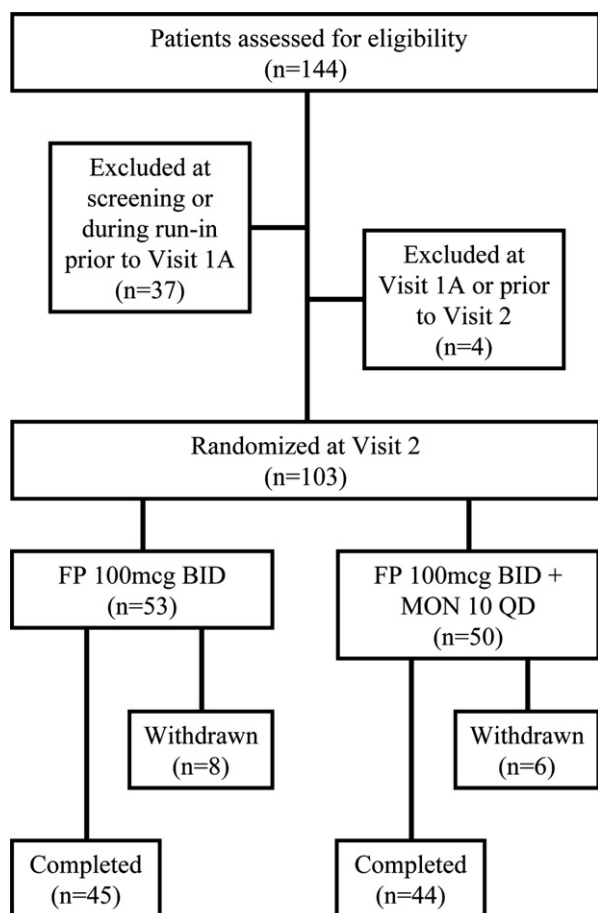 Patients assessed for eligibility
(n=144)
Excluded at
screening or
during run-in
prior to Visit 1A
(n=37)
Excluded at
Visit 1A or prior
to Visit 2
(n=4)
Randomized at Visit 2
(n=103)
FP 100mcg BID
(n=53)
FP 100mcg BID +
MON 10 QD
(n=50)
Withdrawn
(n=8)
Withdrawn
(n=6)
Completed
(n=45)
Completed
(n=44)